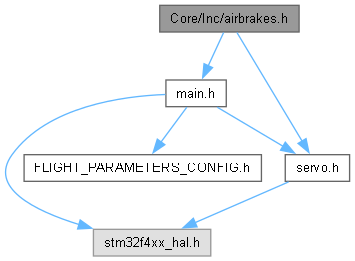 Core/Inc/airbrakes.h
main.h
FLIGHT_PARAMETERS_CONFIG.h
servo.h
stm32f4xx_hal.h